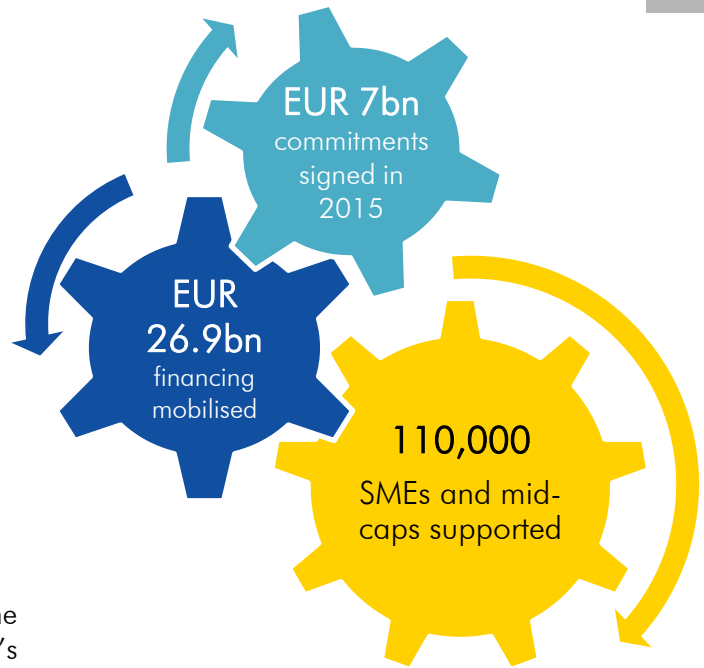 EUR 7bn
commitments
signed in
2015
EUR
26.9bn
financing
mobilised
110,000
SMEs and mid-
caps supported
's